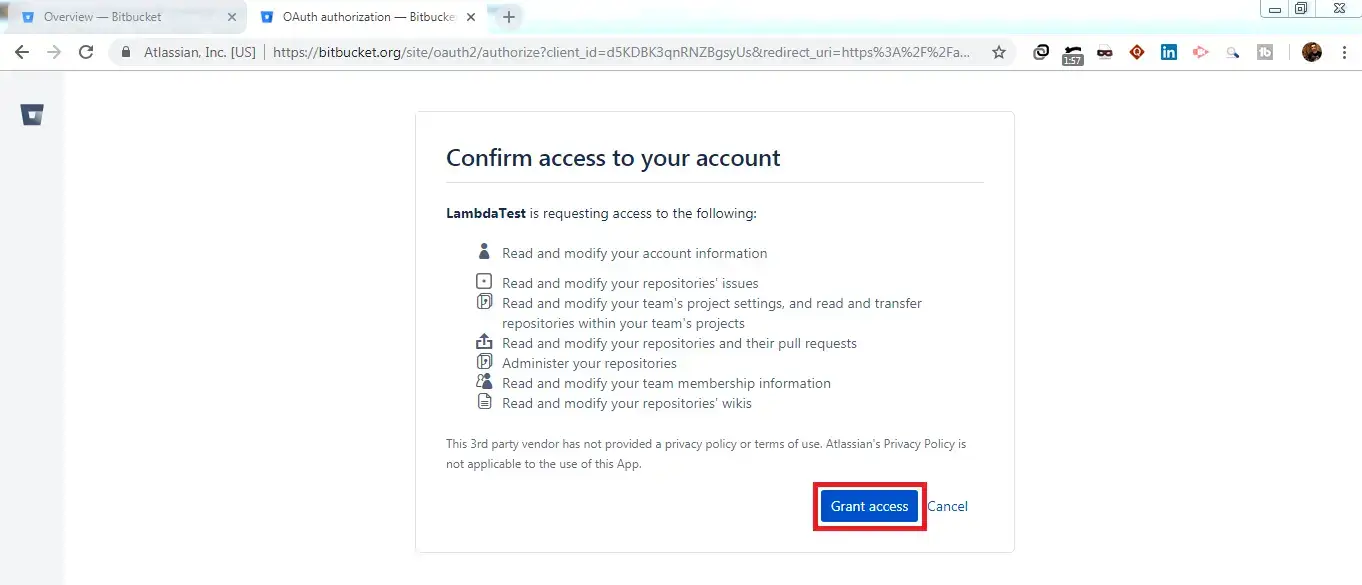 Overview — Bitbucket
OAuth authorization — Bitbucke
Atlassian, Inc. [US] | https://bitbucket.org/site/oauth2/authorize?client_id=d5KDBK3qnRNZBgsyUs&redirect_uri=https%3A%2F%2Fa...
1:57
in
tb
Confirm access to your account
LambdaTest is requesting access to the following:
Read and modify your account information
Read and modify your repositories' issues
Read and modify your team's project settings, and read and transfer
repositories within your team's projects
Read and modify your repositories and their pull requests
Administer your repositories
Read and modify your team membership information
Read and modify your repositories' wikis
This 3rd party vendor has not provided a privacy policy or terms of use. Atlassian's Privacy Policy is
not applicable to the use of this App.
Grant access Cancel